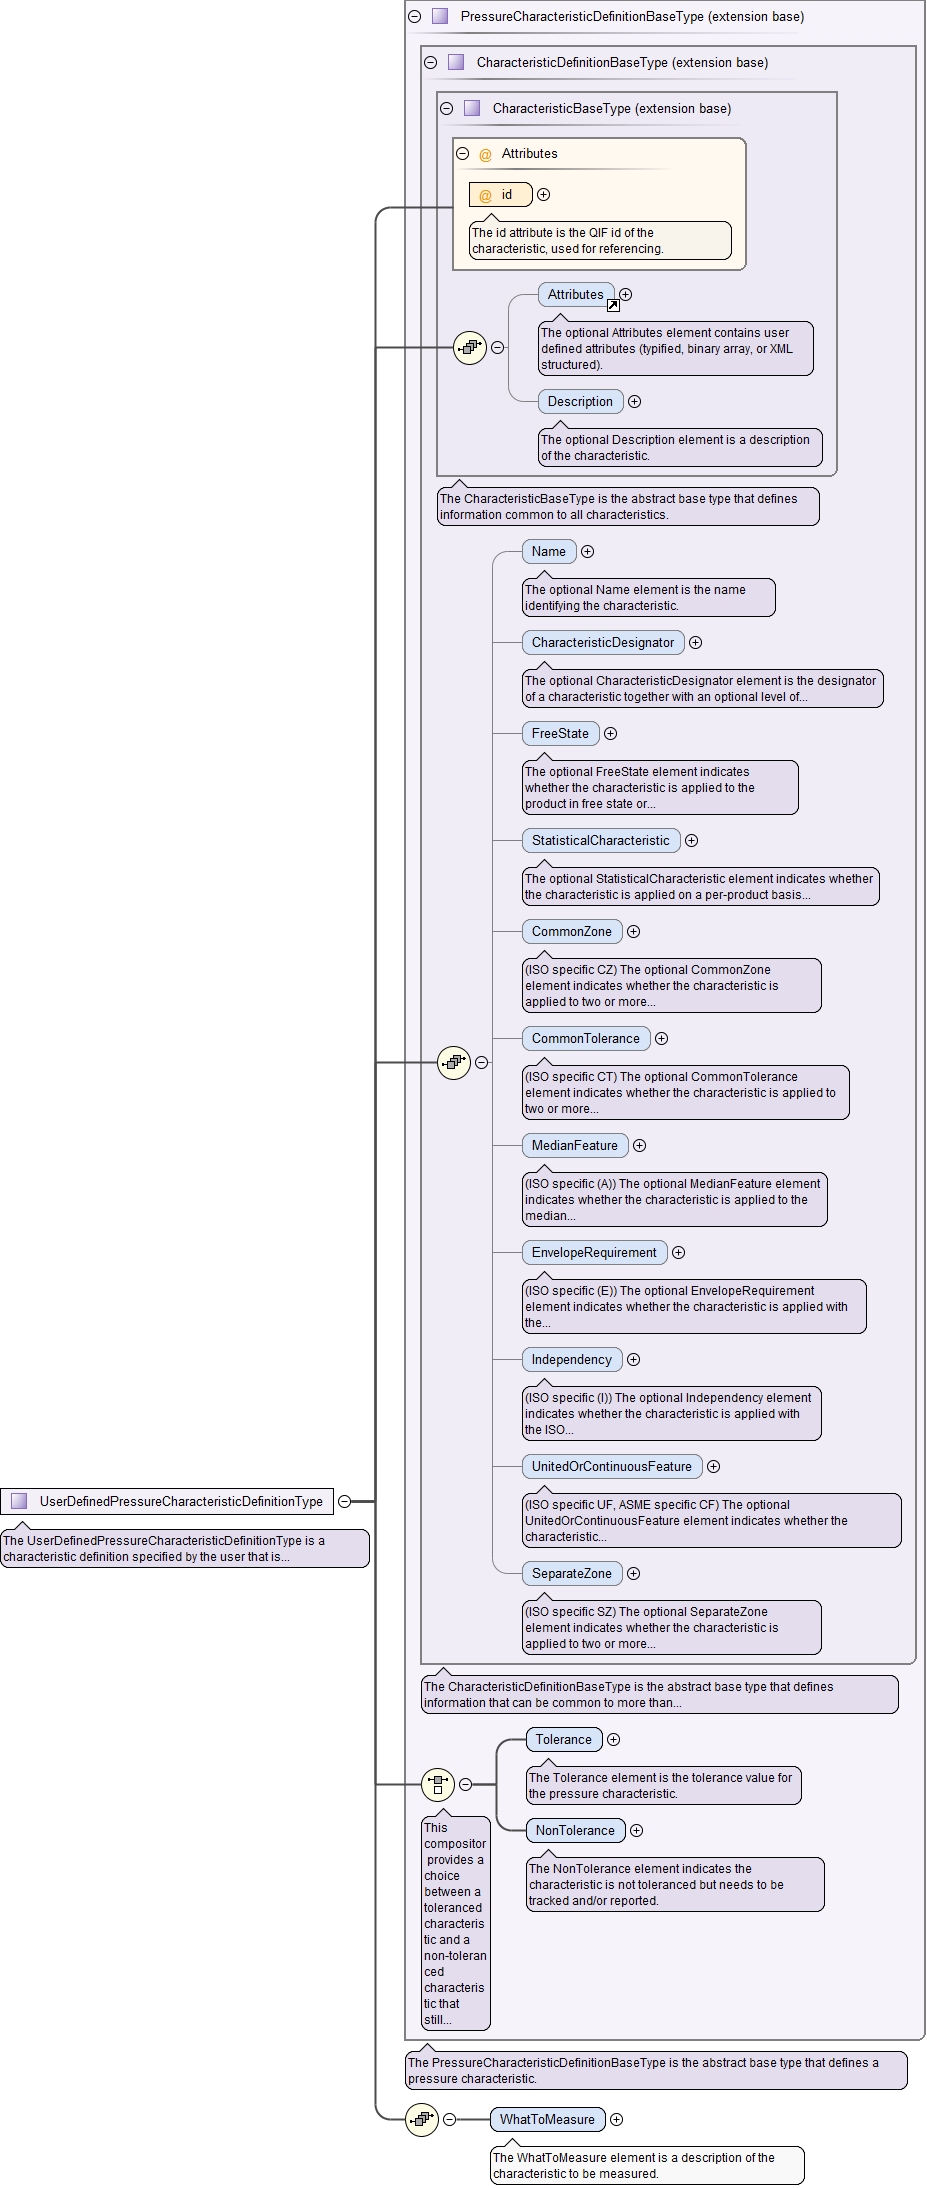 PressureCharacteristicDefinitionBaseType (extension base)
CharacteristicDefinitionBaseType (extension base)
CharacteristicBaseType (extension base)
@ Attributes
@ id
The id attribute is the QIF id of the
characteristic, used for referencing.
Attributes
The optional Attributes element contains user
defined attributes (typified, binary array, or XML
structured).
Description
The optional Description element is a description
of the characteristic.
The CharacteristicBaseType is the abstract base type that defines
information common to all characteristics.
Name
The optional Name element is the name
identifying the characteristic.
CharacteristicDesignator
The optional CharacteristicDesignator element is the designator
of a characteristic together with an optional level of...
FreeState
The optional FreeState element indicates
whether the characteristic is applied to the
product in free state or...
StatisticalCharacteristic
The optional StatisticalCharacteristic element indicates whether
the characteristic is applied on a per-product basis...
CommonZone
(ISO specific CZ) The optional CommonZone
element indicates whether the characteristic is
applied to two or more...
CommonTolerance
(ISO specific CT) The optional CommonTolerance
element indicates whether the characteristic is applied to
two or more...
MedianFeature
(ISO specific (A)) The optional MedianFeature element
indicates whether the characteristic is applied to the
median...
EnvelopeRequirement
(ISO specific (E)) The optional EnvelopeRequirement
element indicates whether the characteristic is applied with
the...
Independency
(ISO specific (I)) The optional Independency element
indicates whether the characteristic is applied with
the ISO...
UnitedOrContinuousFeature
(ISO specific UF, ASME specific CF) The optional
UnitedOrContinuousFeature element indicates whether the
characteristic...
UserDefinedPressureCharacteristicDefinitionType
The UserDefinedPressureCharacteristicDefinitionType is a
characteristic definition specified by the user that is...
SeparateZone
(ISO specific SZ) The optional SeparateZone
element indicates whether the characteristic is
applied to two or more...
The CharacteristicDefinitionBaseType is the abstract base type that defines
information that can be common to more than...
Tolerance
The Tolerance element is the tolerance value for
the pressure characteristic.
NonTolerance
The NonTolerance element indicates the
characteristic is not toleranced but needs to be
tracked and/or reported.
This
compositor
provides a
choice
between a
toleranced
characteris
tic and a
non-toleran
ced
characteris
tic that
still...
The PressureCharacteristicDefinitionBaseType is the abstract base type that defines a
pressure characteristic.
WhatToMeasure
The WhatToMeasure element is a description of the
characteristic to be measured.